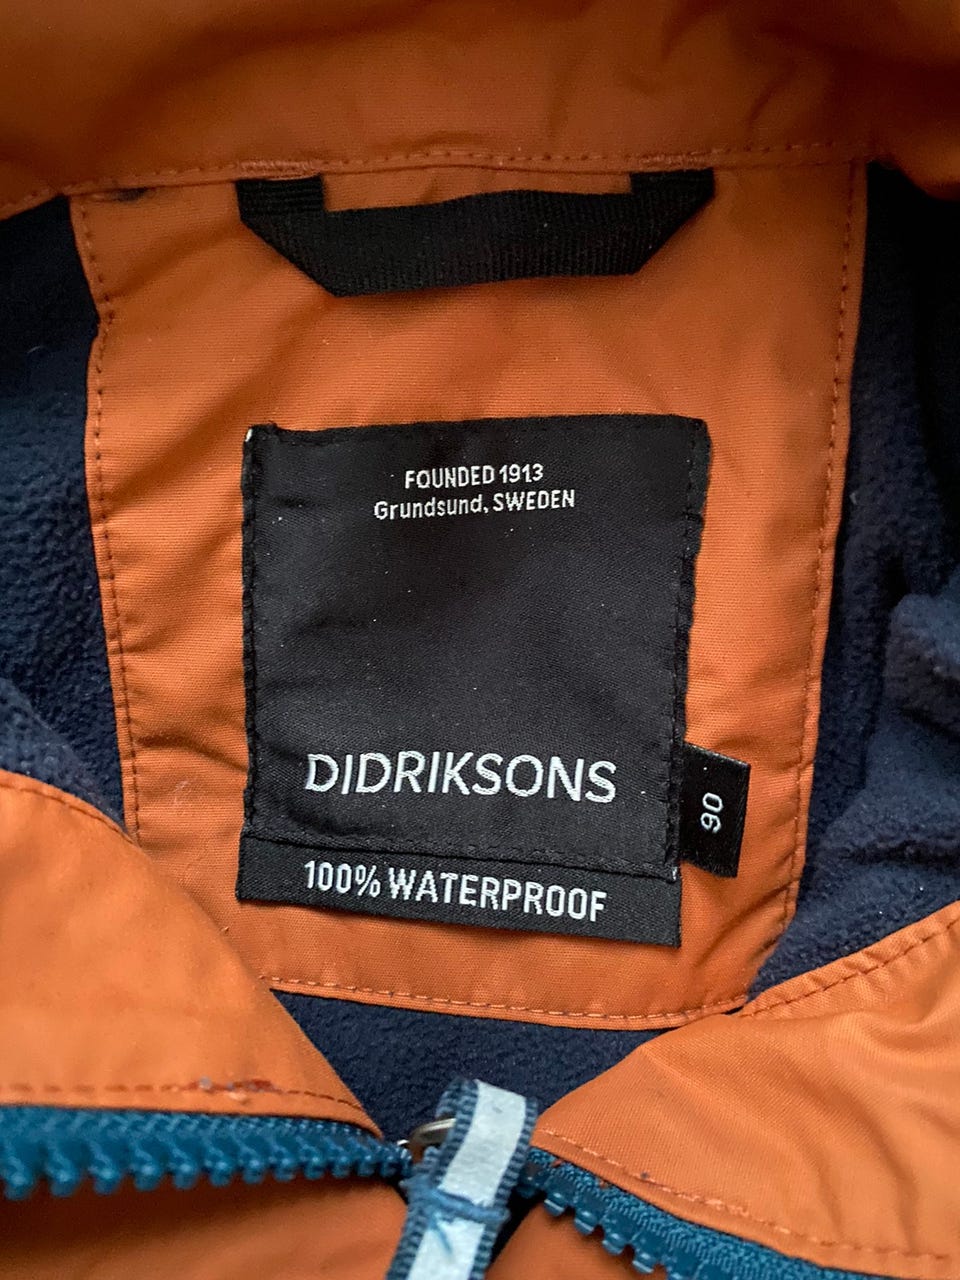 FOUNDED 1913
Grundsund, SWEDEN
DIDRIKSONS
90
100% WATERPROOF